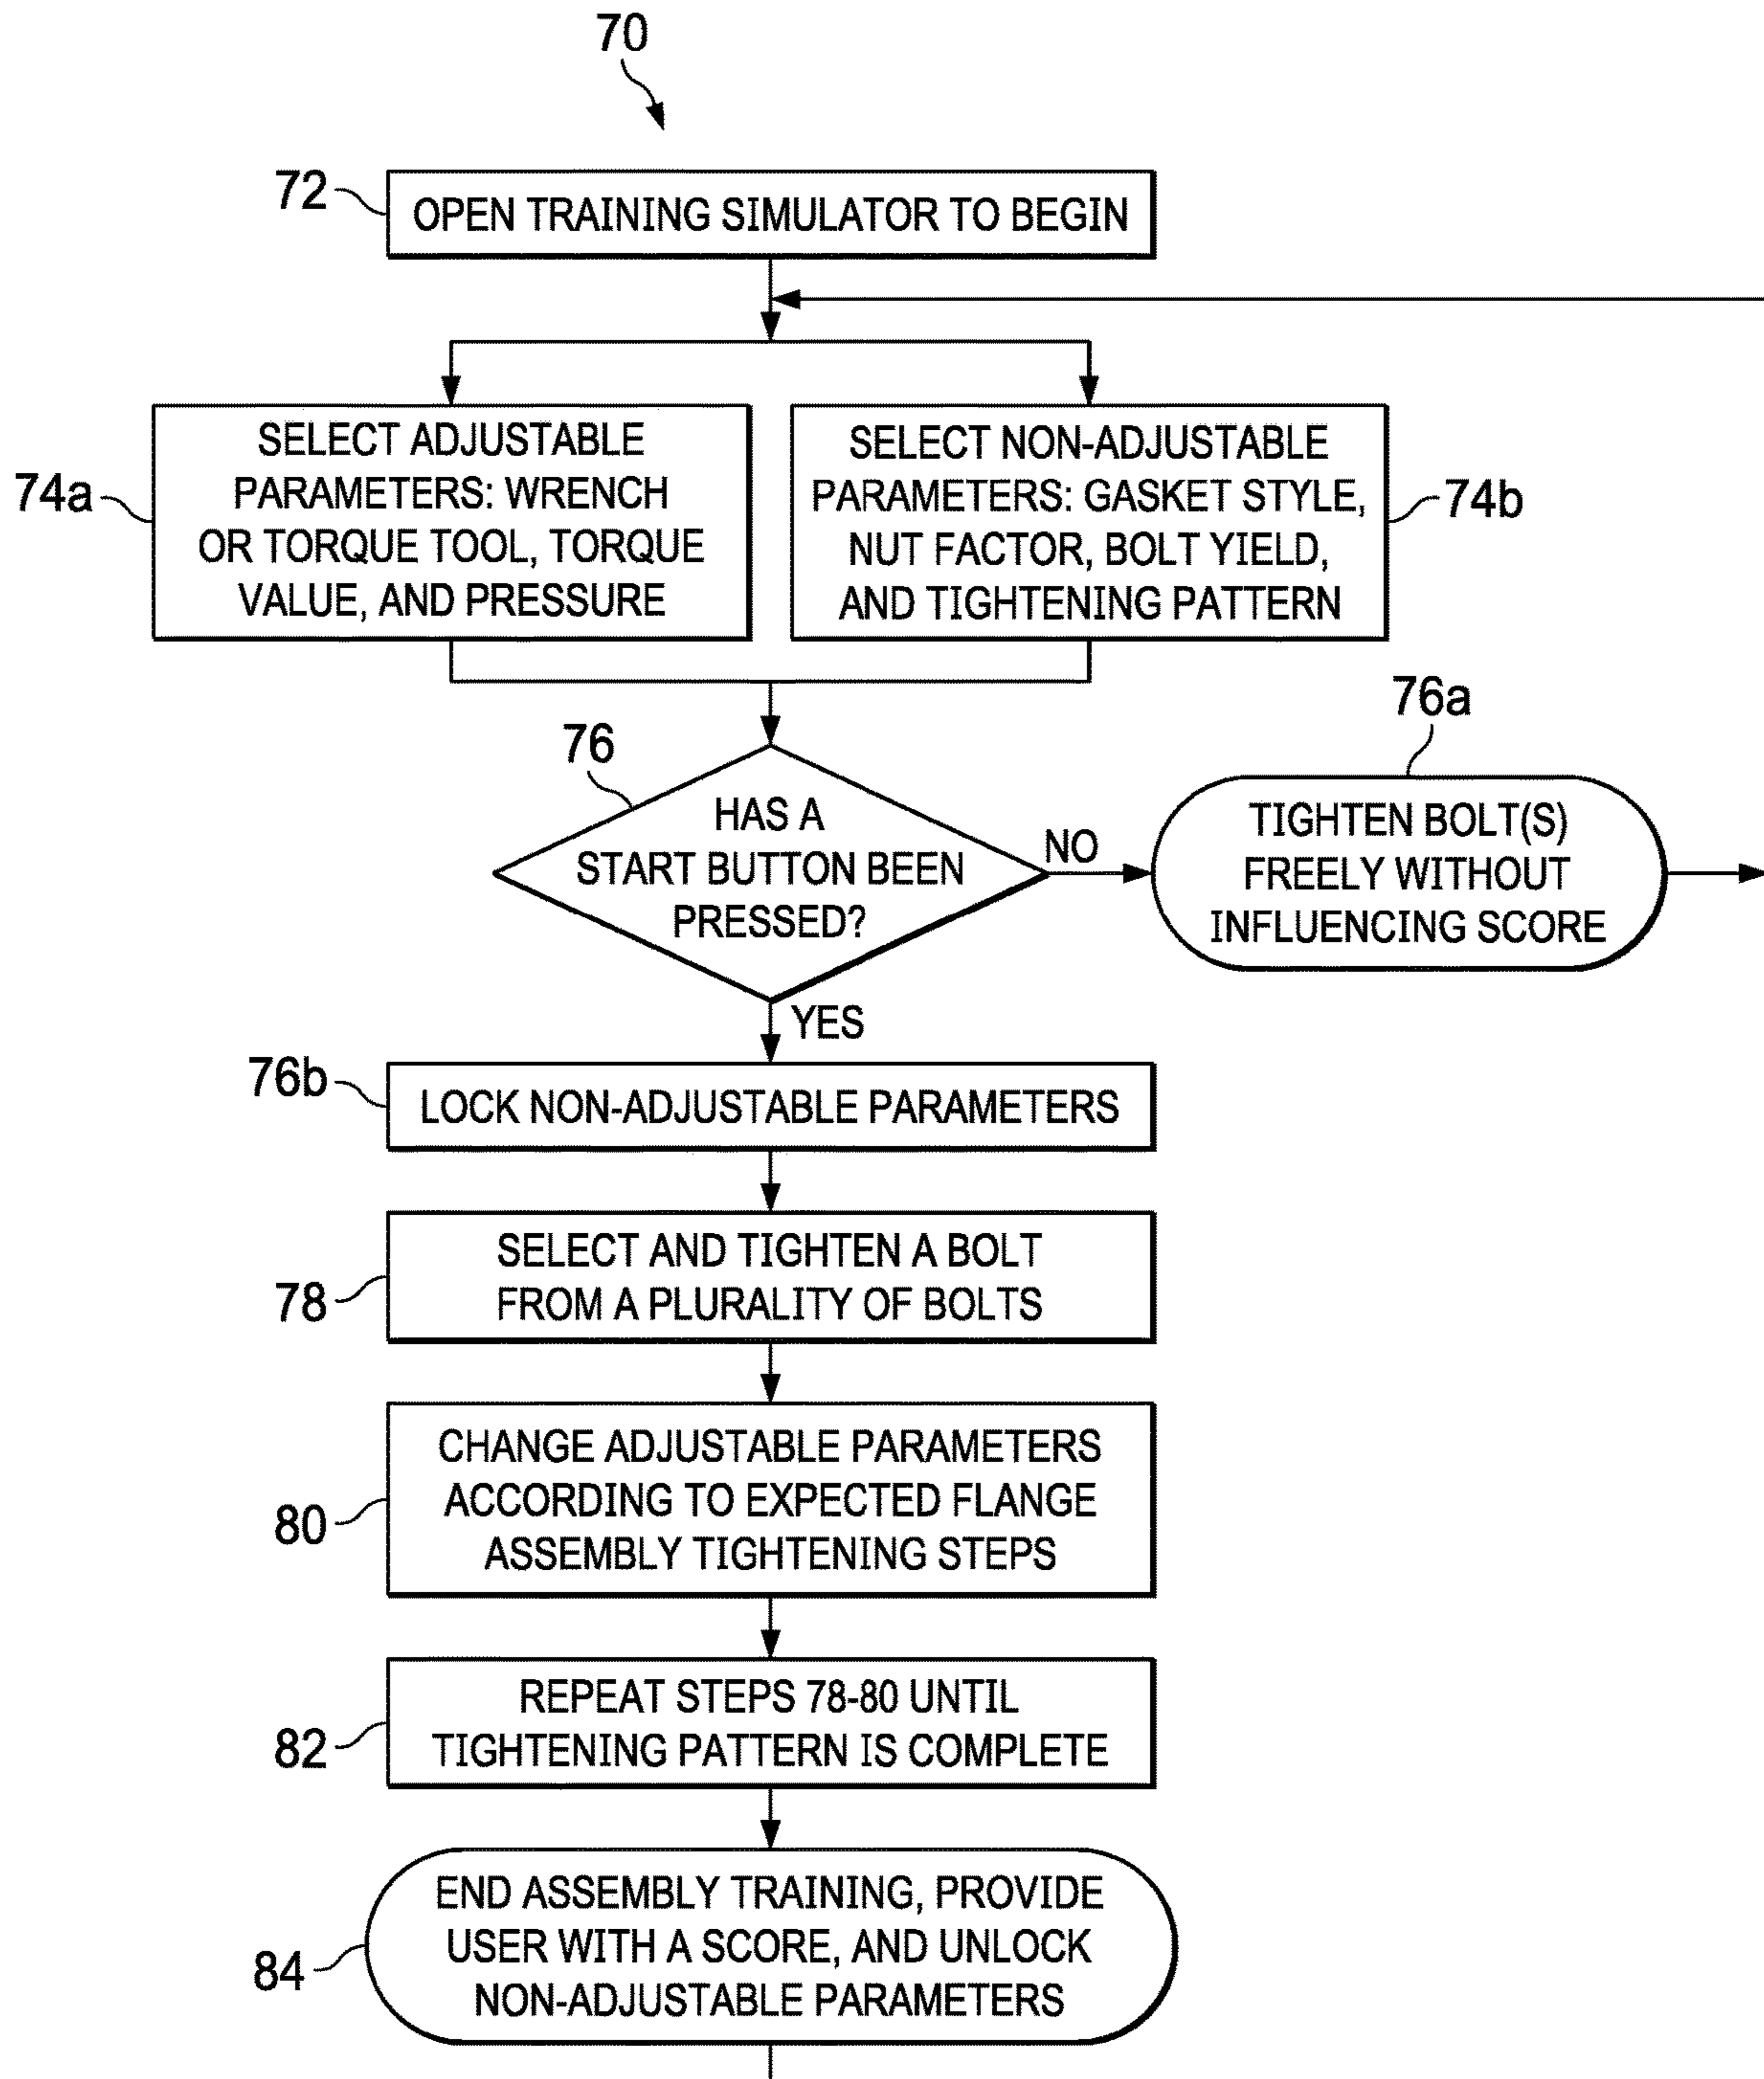 70
72
OPEN TRAINING SIMULATOR TO BEGIN
74a
SELECT ADJUSTABLE
PARAMETERS: WRENCH
OR TORQUE TOOL, TORQUE
VALUE, AND PRESSURE
SELECT NON-ADJUSTABLE
PARAMETERS: GASKET STYLE,
NUT FACTOR, BOLT YIELD,
AND TIGHTENING PATTERN
74b
76
HAS A
START BUTTON BEEN
PRESSED?
NO
76a
TIGHTEN BOLT(S)
FREELY WITHOUT
INFLUENCING SCORE
YES
76b
LOCK NON-ADJUSTABLE PARAMETERS
78
SELECT AND TIGHTEN A BOLT
FROM A PLURALITY OF BOLTS
80
CHANGE ADJUSTABLE PARAMETERS
ACCORDING TO EXPECTED FLANGE
ASSEMBLY TIGHTENING STEPS
82
REPEAT STEPS 78-80 UNTIL
TIGHTENING PATTERN IS COMPLETE
84
END ASSEMBLY TRAINING, PROVIDE
USER WITH A SCORE, AND UNLOCK
NON-ADJUSTABLE PARAMETERS